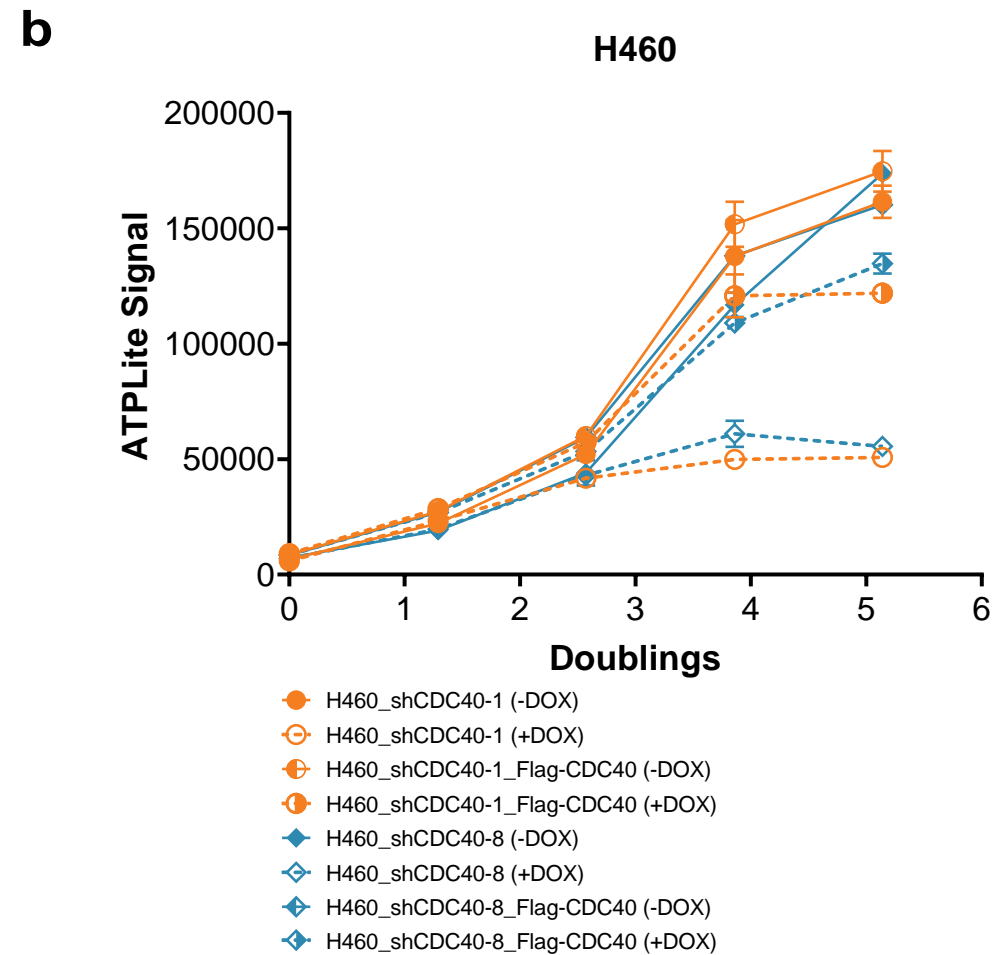 b
H460
ATPLite Signal
200000
150000
100000
50000
0
0 1 2 3 4 5 6
Doublings
H460_shCDC40-1 (-DOX)
H460_shCDC40-1 (+DOX)
H460_shCDC40-1_Flag-CDC40 (-DOX)
H460_shCDC40-1_Flag-CDC40 (+DOX)
H460_shCDC40-8 (-DOX)
H460_shCDC40-8 (+DOX)
H460_shCDC40-8_Flag-CDC40 (-DOX)
H460_shCDC40-8_Flag-CDC40 (+DOX)